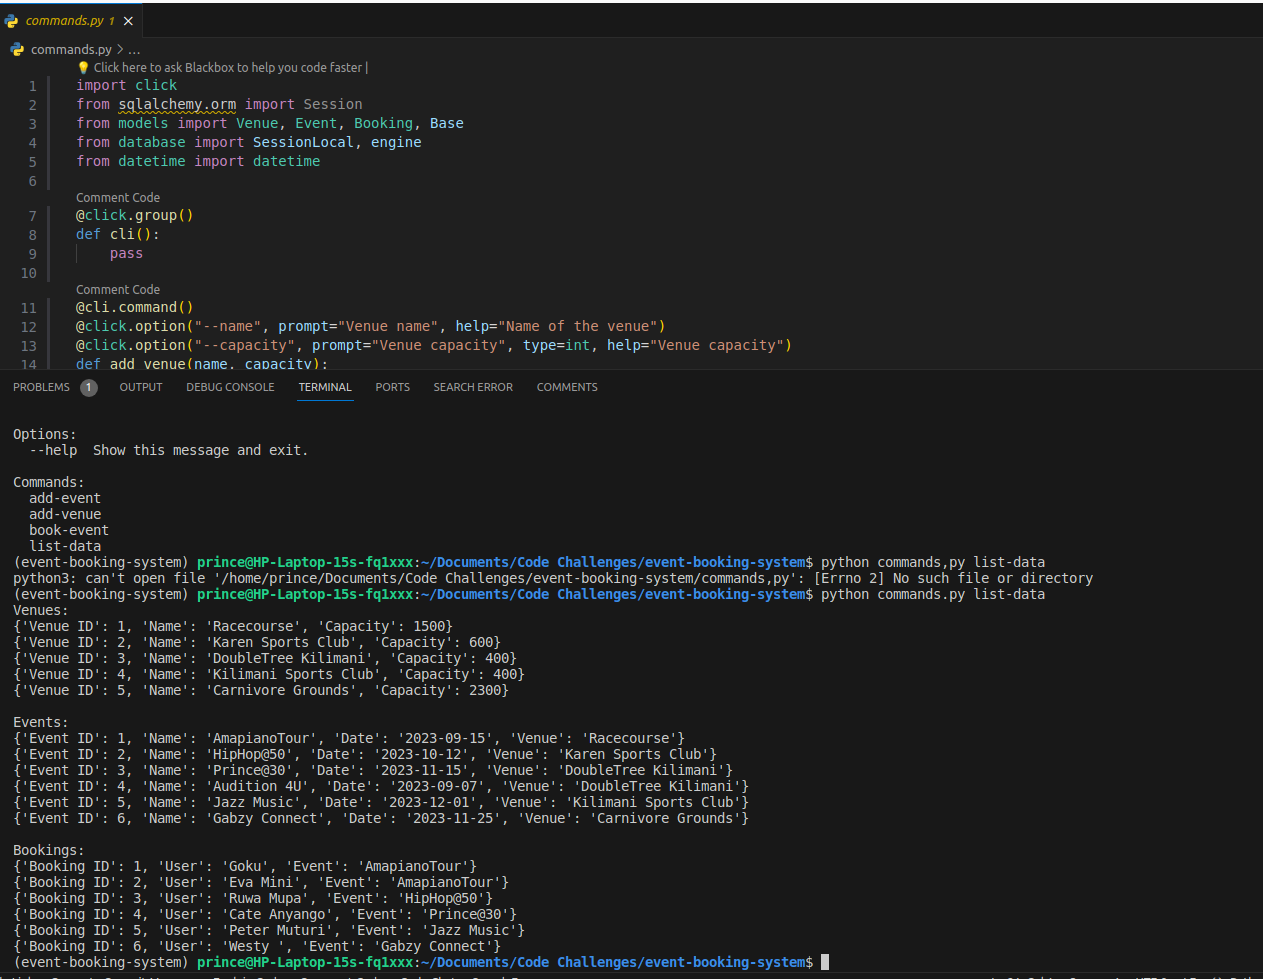 commands.py 1
commands.py > ...
Click here to ask Blackbox to help you code faster |
1 import click
2 from sqlalchemy.orm import Session
3 from models import Venue, Event, Booking, Base
4 from database import SessionLocal, engine
5 from datetime import datetime
6
Comment Code
7 @click.group()
8 def cli():
9 pass
10
Comment Code
11 @cli.command()
12 @click.option("--name", prompt="Venue name", help="Name of the venue")
13 @click.option("--capacity", prompt="Venue capacity", type=int, help="Venue capacity")
14 def add_venue(name, capacity):
PROBLEMS 1 OUTPUT DEBUG CONSOLE TERMINAL PORTS SEARCH ERROR COMMENTS
Options:
--help Show this message and exit.
Commands:
add-event
add-venue
book-event
list-data
(event-booking-system) prince@HP-Laptop-15s-fq1xxx:~/Documents/Code Challenges/event-booking-system$ python commands,py list-data
python3: can't open file '/home/prince/Documents/Code Challenges/event-booking-system/commands,py': [Errno 2] No such file or directory
(event-booking-system) prince@HP-Laptop-15s-fq1xxx:~/Documents/Code Challenges/event-booking-system$ python commands.py list-data
Venues:
{'Venue ID': 1, 'Name': 'Racecourse', 'Capacity': 1500}
{'Venue ID': 2, 'Name': 'Karen Sports Club', 'Capacity': 600}
{'Venue ID': 3, 'Name': 'DoubleTree Kilimani', 'Capacity': 400}
{'Venue ID': 4, 'Name': 'Kilimani Sports Club', 'Capacity': 400}
{'Venue ID': 5, 'Name': 'Carnivore Grounds', 'Capacity': 2300}
Events:
{'Event ID': 1, 'Name': 'AmapianoTour', 'Date': '2023-09-15', 'Venue': 'Racecourse'}
{'Event ID': 2, 'Name': 'HipHop@50', 'Date': '2023-10-12', 'Venue': 'Karen Sports Club'}
{'Event ID': 3, 'Name': 'Prince@30', 'Date': '2023-11-15', 'Venue': 'DoubleTree Kilimani'}
{'Event ID': 4, 'Name': 'Audition 4U', 'Date': '2023-09-07', 'Venue': 'DoubleTree Kilimani'}
{'Event ID': 5, 'Name': 'Jazz Music', 'Date': '2023-12-01', 'Venue': 'Kilimani Sports Club'}
{'Event ID': 6, 'Name': 'Gabzy Connect', 'Date': '2023-11-25', 'Venue': 'Carnivore Grounds'}
Bookings:
{'Booking ID': 1, 'User': 'Goku', 'Event': 'AmapianoTour'}
{'Booking ID': 2, 'User': 'Eva Mini', 'Event': 'AmapianoTour'}
{'Booking ID': 3, 'User': 'Ruwa Mupa', 'Event': 'HipHop@50'}
{'Booking ID': 4, 'User': 'Cate Anyango', 'Event': 'Prince@30'}
{'Booking ID': 5, 'User': 'Peter Muturi', 'Event': 'Jazz Music'}
{'Booking ID': 6, 'User': 'Westy ', 'Event': 'Gabzy Connect'}
(event-booking-system) prince@HP-Laptop-15s-fq1xxx:~/Documents/Code Challenges/event-booking-system$